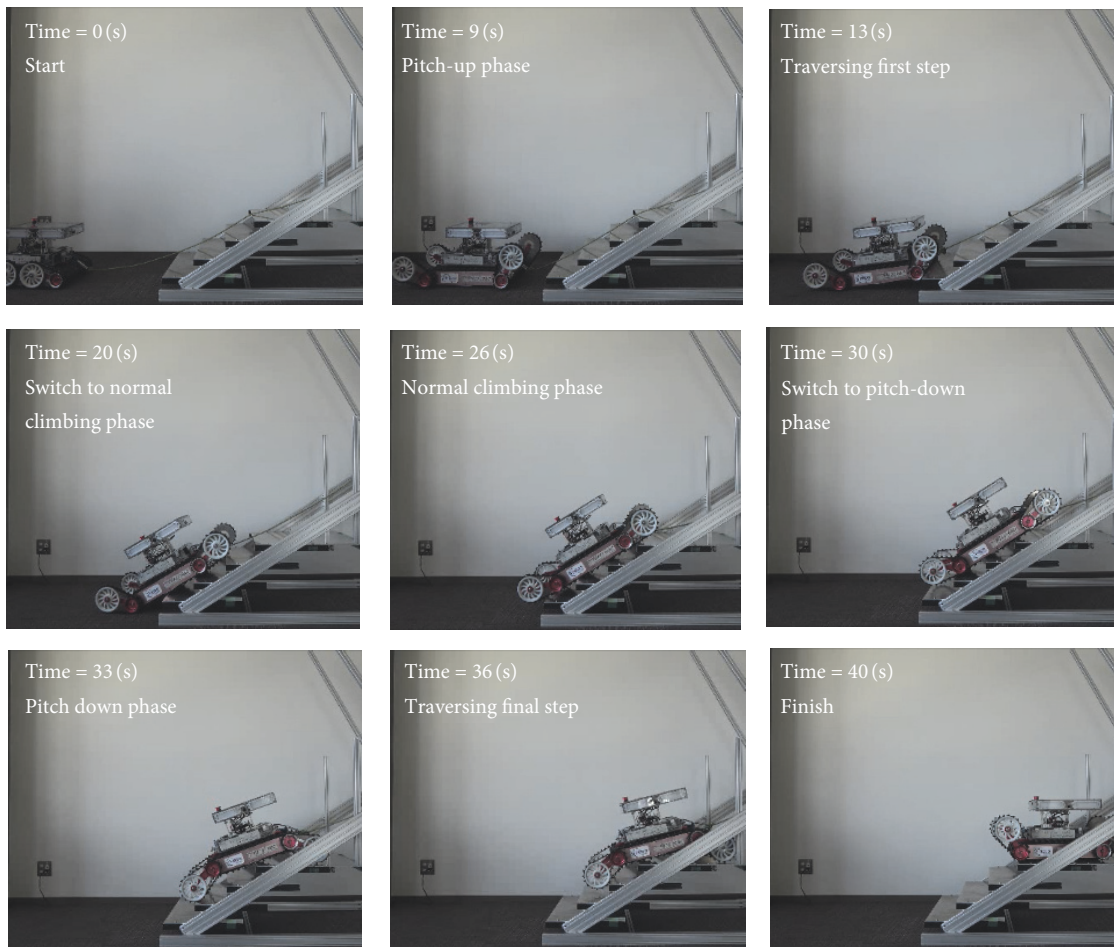 Time = 0 (s)
Start
Time = 9 (s)
Pitch-up phase
Time = 13 (s)
Traversing first step
Time = 20 (s)
Switch to normal
climbing phase
Time = 26 (s)
Normal climbing phase
Time = 30 (s)
Switch to pitch-down
phase
Time = 33 (s)
Pitch down phase
Time = 36 (s)
Traversing final step
Time = 40 (s)
Finish